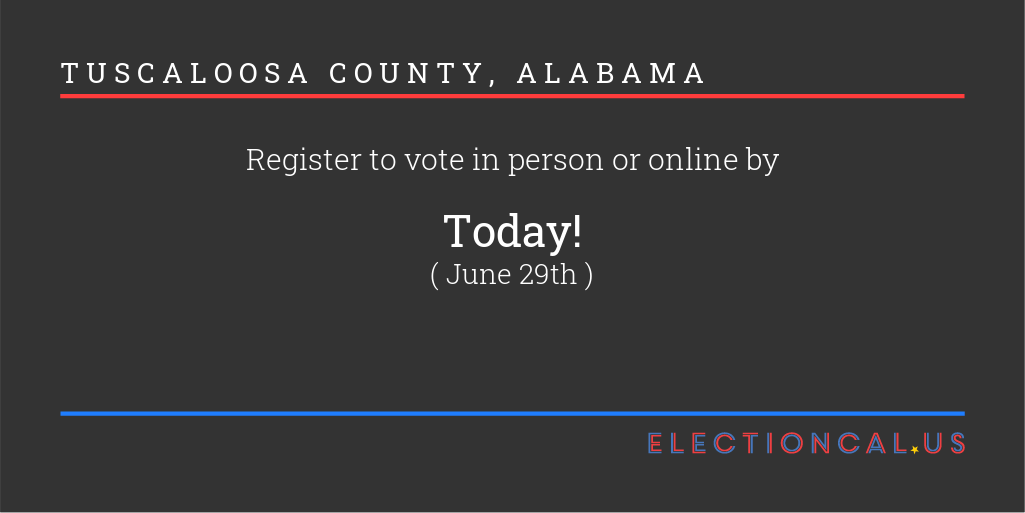 TUSCALOOSA COUNTY, ALABAMA
Register to vote in person or online by
Today!
( June 29th )
ELECTIONCAL.US